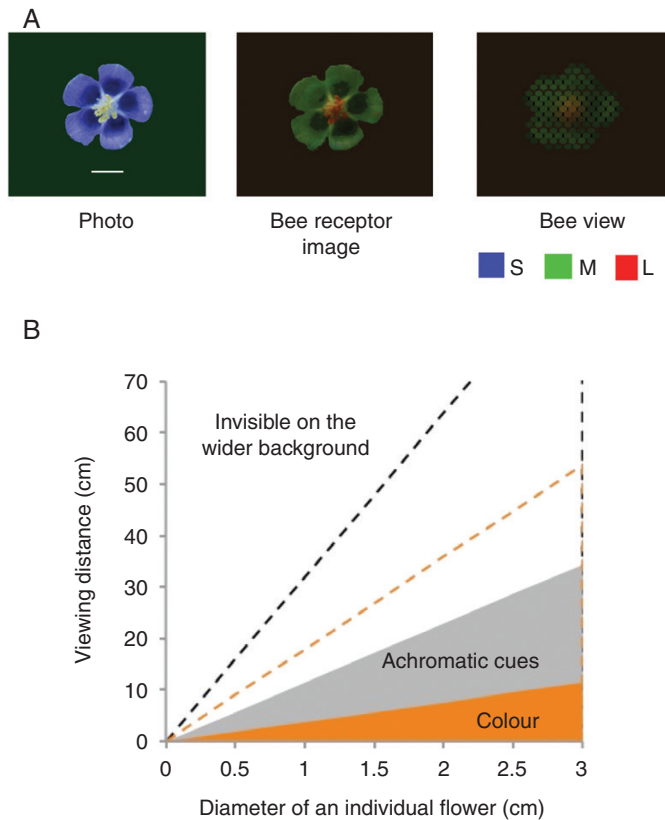 A
Photo
Bee receptor
image
Bee view
S M L
B
70
60
50
40
30
20
10
0
Viewing distance (cm)
Invisible on the
wider background
Achromatic cues
Colour
0 0.5 1 1.5 2 2.5 3
Diameter of an individual flower (cm)